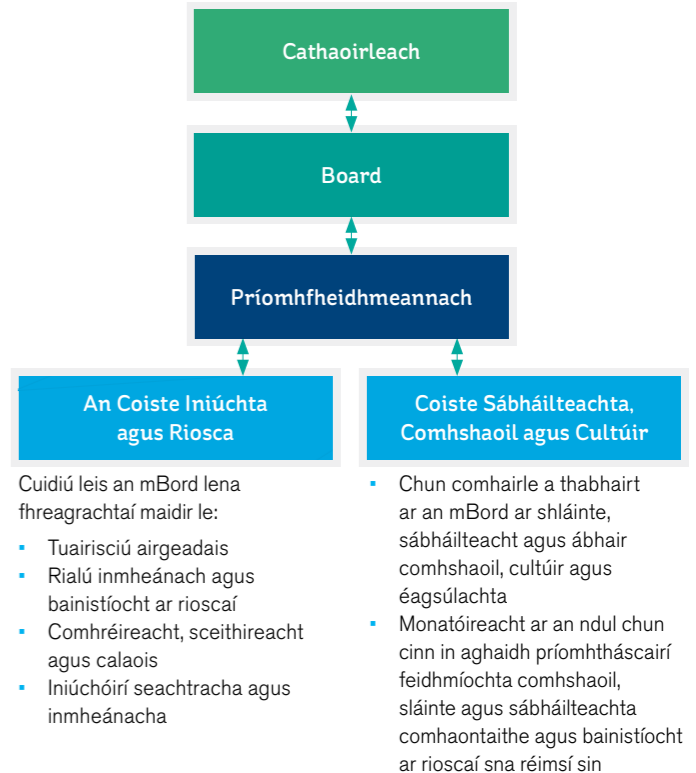 Cathaoirleach
Board
Príomhfheidhmeannach
An Coiste Iniúchta
agus Riosca
Cuidiú leis an mBord lena
fhreagrachtaí maidir le:
▪ Tuairisciú airgeadais
▪ Rialú inmheánach agus
bainistíocht ar rioscaí
▪ Comhréireacht, sceithireacht
agus calaois
▪ Iniúchóirí seachtracha agus
inmheánacha
Coiste Sábháilteachta,
Comhshaoil agus Cultúir
▪ Chun comhairle a thabhairt
ar an mBord ar shláinte,
sábháilteacht agus ábhair
comhshaoil, cultúir agus
éagsúlachta
▪ Monatóireacht ar an ndul chun
cinn in aghaidh príomhtháscairí
feidhmíochta comhshaoil,
sláinte agus sábháilteachta
comhaontaithe agus bainistíocht
ar rioscaí sna réimsí sin